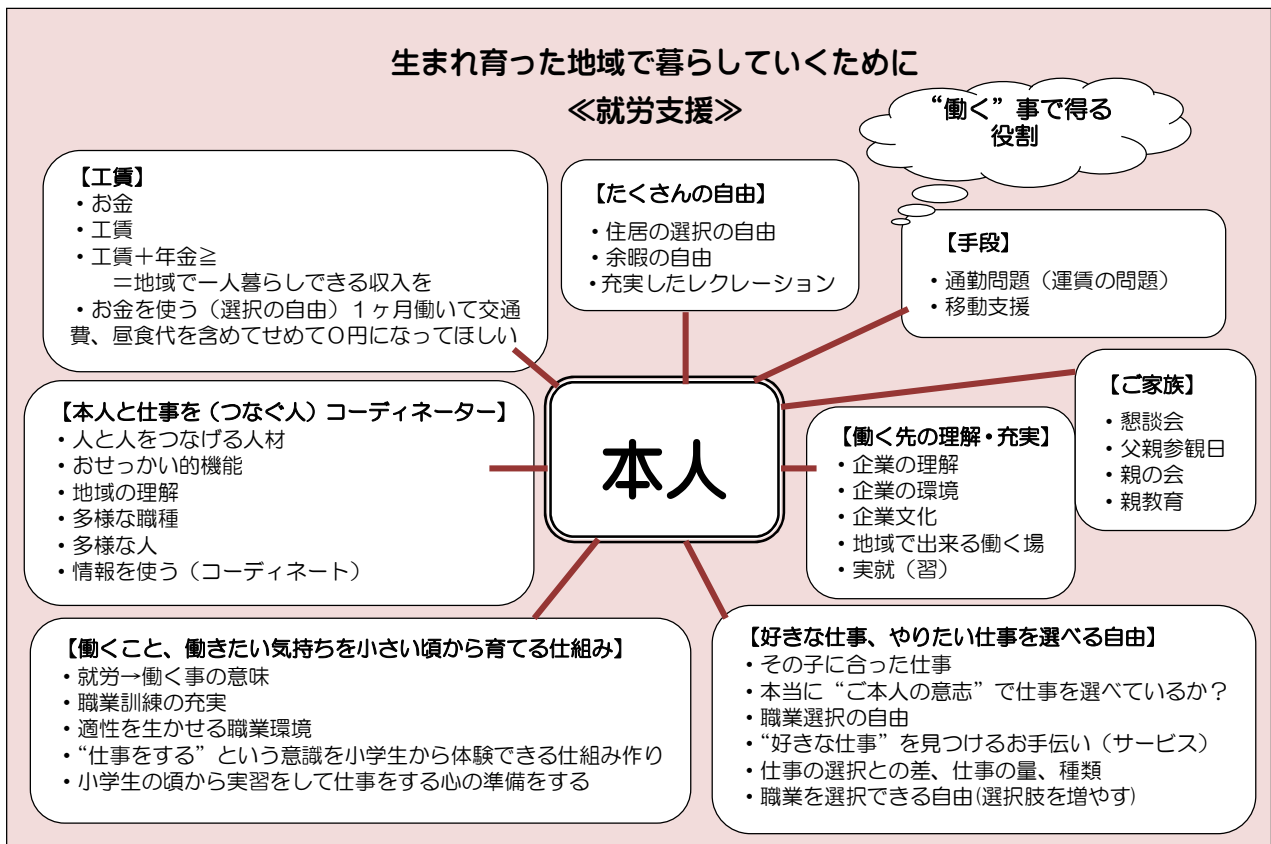 生まれ育った地域で暮らしていくために
≪就労支援≫
“働く”事で得る
役割
【工賃】
・お金
・工賃
・工賃＋年金≧
＝地域で一人暮らしできる収入を
・お金を使う（選択の自由）１ヶ月働いて交通
費、昼食代を含めてせめて０円になってほしい
【たくさんの自由】
・住居の選択の自由
・余暇の自由
・充実したレクレーション
【手段】
・通勤問題（運賃の問題）
・移動支援
【ご家族】
・懇談会
・父親参観日
・親の会
・親教育
【本人と仕事を（つなぐ人）コーディネーター】
・人と人をつなげる人材
・おせっかい的機能
・地域の理解
・多様な職種
・多様な人
・情報を使う（コーディネート）
本人
【働く先の理解・充実】
・企業の理解
・企業の環境
・企業文化
・地域で出来る働く場
・実就（習）
【働くこと、働きたい気持ちを小さい頃から育てる仕組み】
・就労→働く事の意味
・職業訓練の充実
・適性を生かせる職業環境
・“仕事をする”という意識を小学生から体験できる仕組み作り
・小学生の頃から実習をして仕事をする心の準備をする
【好きな仕事、やりたい仕事を選べる自由】
・その子に合った仕事
・本当に“ご本人の意志”で仕事を選べているか？
・職業選択の自由
・“好きな仕事”を見つけるお手伝い（サービス）
・仕事の選択との差、仕事の量、種類
・職業を選択できる自由(選択肢を増やす)